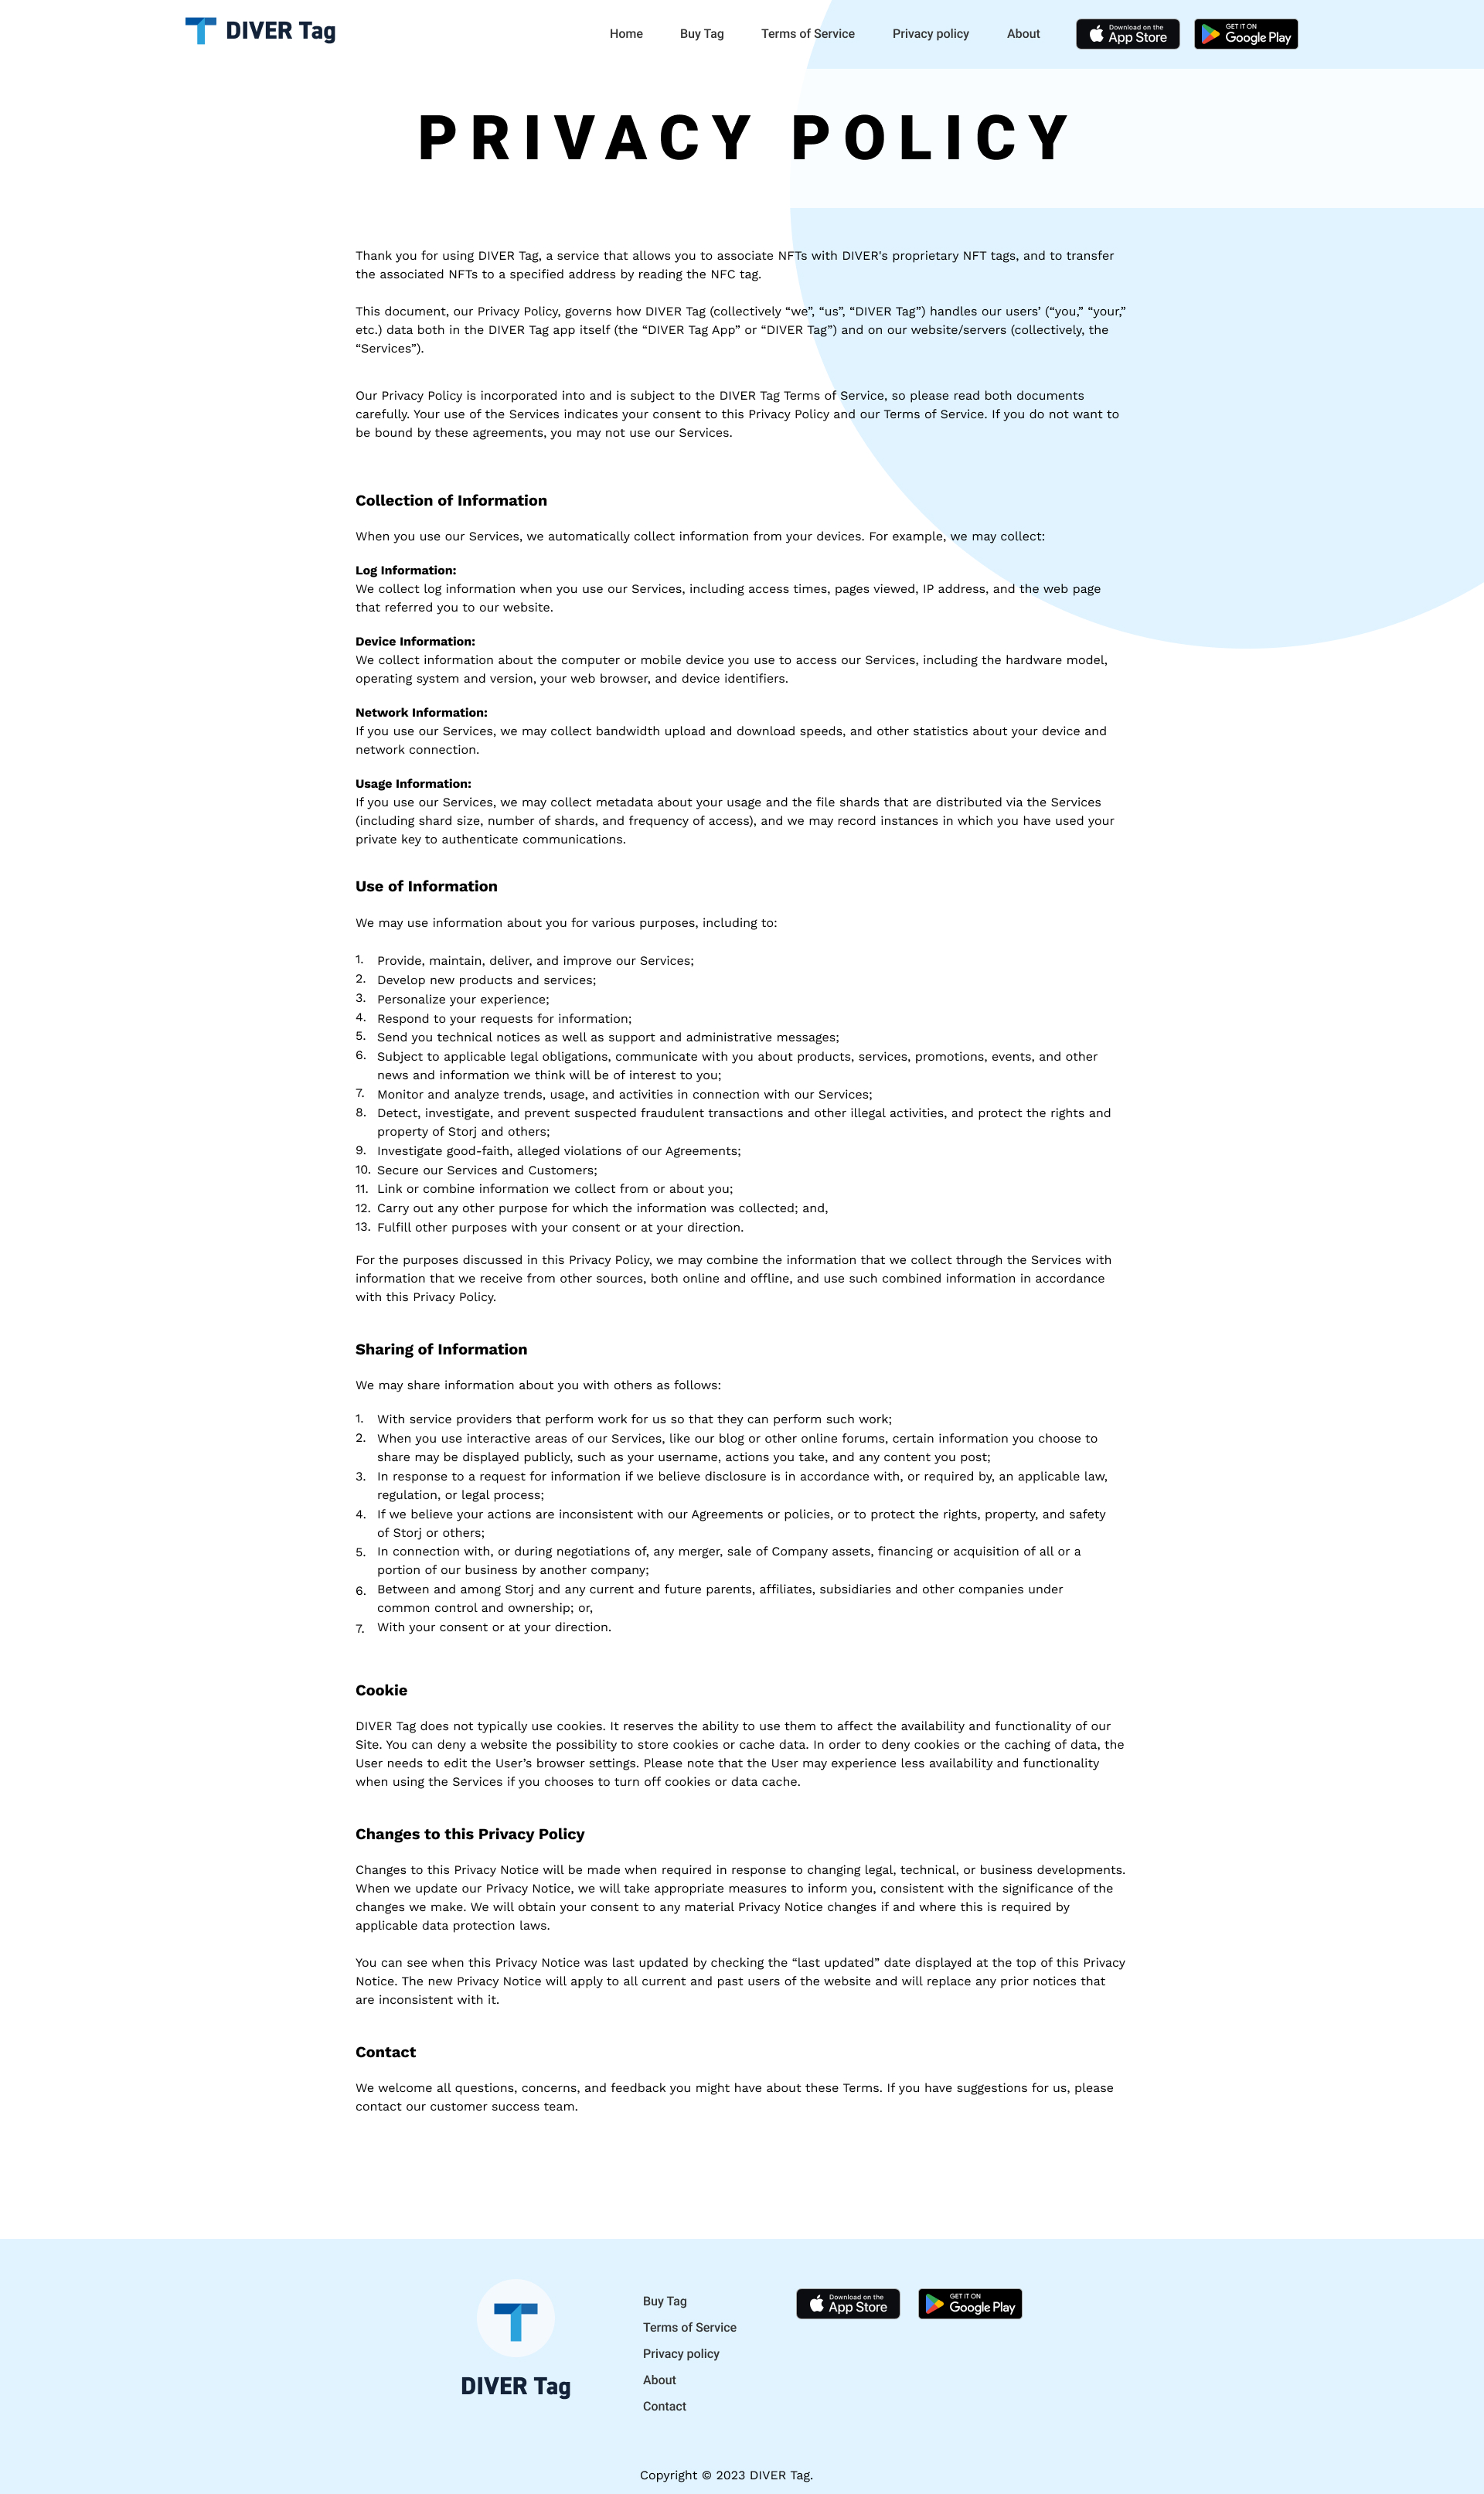 DIVER Tag
Home
Buy Tag
Terms of Service
Privacy policy
About
Download on the
App Store
GET IT ON
Google Play
PRIVACY POLICY
Thank you for using DIVER Tag, a service that allows you to associate NFTs with DIVER's proprietary NFT tags, and to transfer
the associated NFTs to a specified address by reading the NFC tag.
This document, our Privacy Policy, governs how DIVER Tag (collectively “we”, “us”, “DIVER Tag”) handles our users’ (“you,” “your,”
etc.) data both in the DIVER Tag app itself (the “DIVER Tag App” or “DIVER Tag”) and on our website/servers (collectively, the
“Services”).
Our Privacy Policy is incorporated into and is subject to the DIVER Tag Terms of Service, so please read both documents
carefully. Your use of the Services indicates your consent to this Privacy Policy and our Terms of Service. If you do not want to
be bound by these agreements, you may not use our Services.
Collection of Information
When you use our Services, we automatically collect information from your devices. For example, we may collect:
Log Information:
We collect log information when you use our Services, including access times, pages viewed, IP address, and the web page
that referred you to our website.
Device Information:
We collect information about the computer or mobile device you use to access our Services, including the hardware model,
operating system and version, your web browser, and device identifiers.
Network Information:
If you use our Services, we may collect bandwidth upload and download speeds, and other statistics about your device and
network connection.
Usage Information:
If you use our Services, we may collect metadata about your usage and the file shards that are distributed via the Services
(including shard size, number of shards, and frequency of access), and we may record instances in which you have used your
private key to authenticate communications.
Use of Information
We may use information about you for various purposes, including to:
1. Provide, maintain, deliver, and improve our Services;
2. Develop new products and services;
3. Personalize your experience;
4. Respond to your requests for information;
5. Send you technical notices as well as support and administrative messages;
6. Subject to applicable legal obligations, communicate with you about products, services, promotions, events, and other
news and information we think will be of interest to you;
7. Monitor and analyze trends, usage, and activities in connection with our Services;
8. Detect, investigate, and prevent suspected fraudulent transactions and other illegal activities, and protect the rights and
property of Storj and others;
9. Investigate good-faith, alleged violations of our Agreements;
10. Secure our Services and Customers;
11. Link or combine information we collect from or about you;
12. Carry out any other purpose for which the information was collected; and,
13. Fulfill other purposes with your consent or at your direction.
For the purposes discussed in this Privacy Policy, we may combine the information that we collect through the Services with
information that we receive from other sources, both online and offline, and use such combined information in accordance
with this Privacy Policy.
Sharing of Information
We may share information about you with others as follows:
1. With service providers that perform work for us so that they can perform such work;
2. When you use interactive areas of our Services, like our blog or other online forums, certain information you choose to
share may be displayed publicly, such as your username, actions you take, and any content you post;
3. In response to a request for information if we believe disclosure is in accordance with, or required by, an applicable law,
regulation, or legal process;
4. If we believe your actions are inconsistent with our Agreements or policies, or to protect the rights, property, and safety
of Storj or others;
5. In connection with, or during negotiations of, any merger, sale of Company assets, financing or acquisition of all or a
portion of our business by another company;
6. Between and among Storj and any current and future parents, affiliates, subsidiaries and other companies under
common control and ownership; or,
7. With your consent or at your direction.
Cookie
DIVER Tag does not typically use cookies. It reserves the ability to use them to affect the availability and functionality of our
Site. You can deny a website the possibility to store cookies or cache data. In order to deny cookies or the caching of data, the
User needs to edit the User’s browser settings. Please note that the User may experience less availability and functionality
when using the Services if you chooses to turn off cookies or data cache.
Changes to this Privacy Policy
Changes to this Privacy Notice will be made when required in response to changing legal, technical, or business developments.
When we update our Privacy Notice, we will take appropriate measures to inform you, consistent with the significance of the
changes we make. We will obtain your consent to any material Privacy Notice changes if and where this is required by
applicable data protection laws.
You can see when this Privacy Notice was last updated by checking the “last updated” date displayed at the top of this Privacy
Notice. The new Privacy Notice will apply to all current and past users of the website and will replace any prior notices that
are inconsistent with it.
Contact
We welcome all questions, concerns, and feedback you might have about these Terms. If you have suggestions for us, please
contact our customer success team.
DIVER Tag
Buy Tag
Terms of Service
Privacy policy
About
Contact
Download on the
App Store
GET IT ON
Google Play
Copyright © 2023 DIVER Tag.